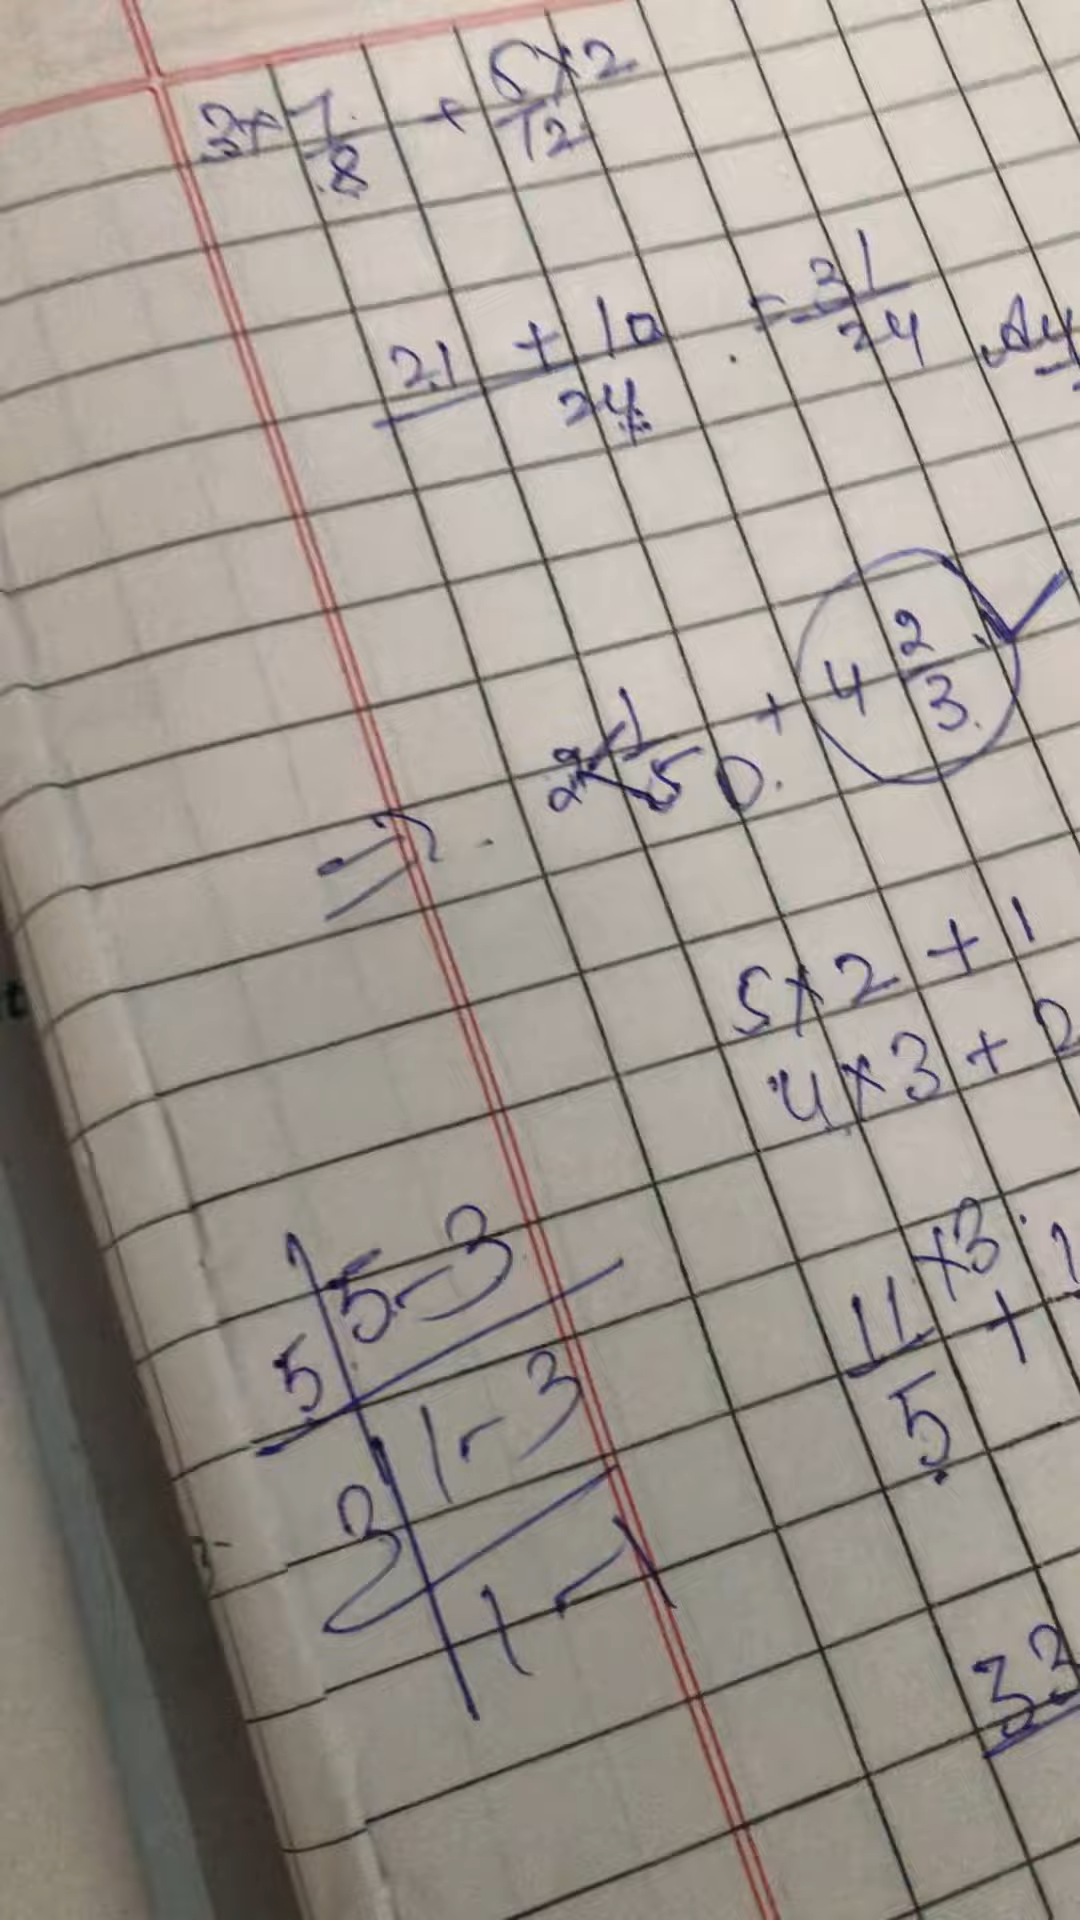 3× 7/8 + 5×2/12
21 + 10/24 = 31/24
⇒ 2 1/5 + 4 2/3
5×2 + 1
4×3 + 2
11×3/5 + 1
5 | 5 - 3
3 | 1 - 3
1 - 1
33